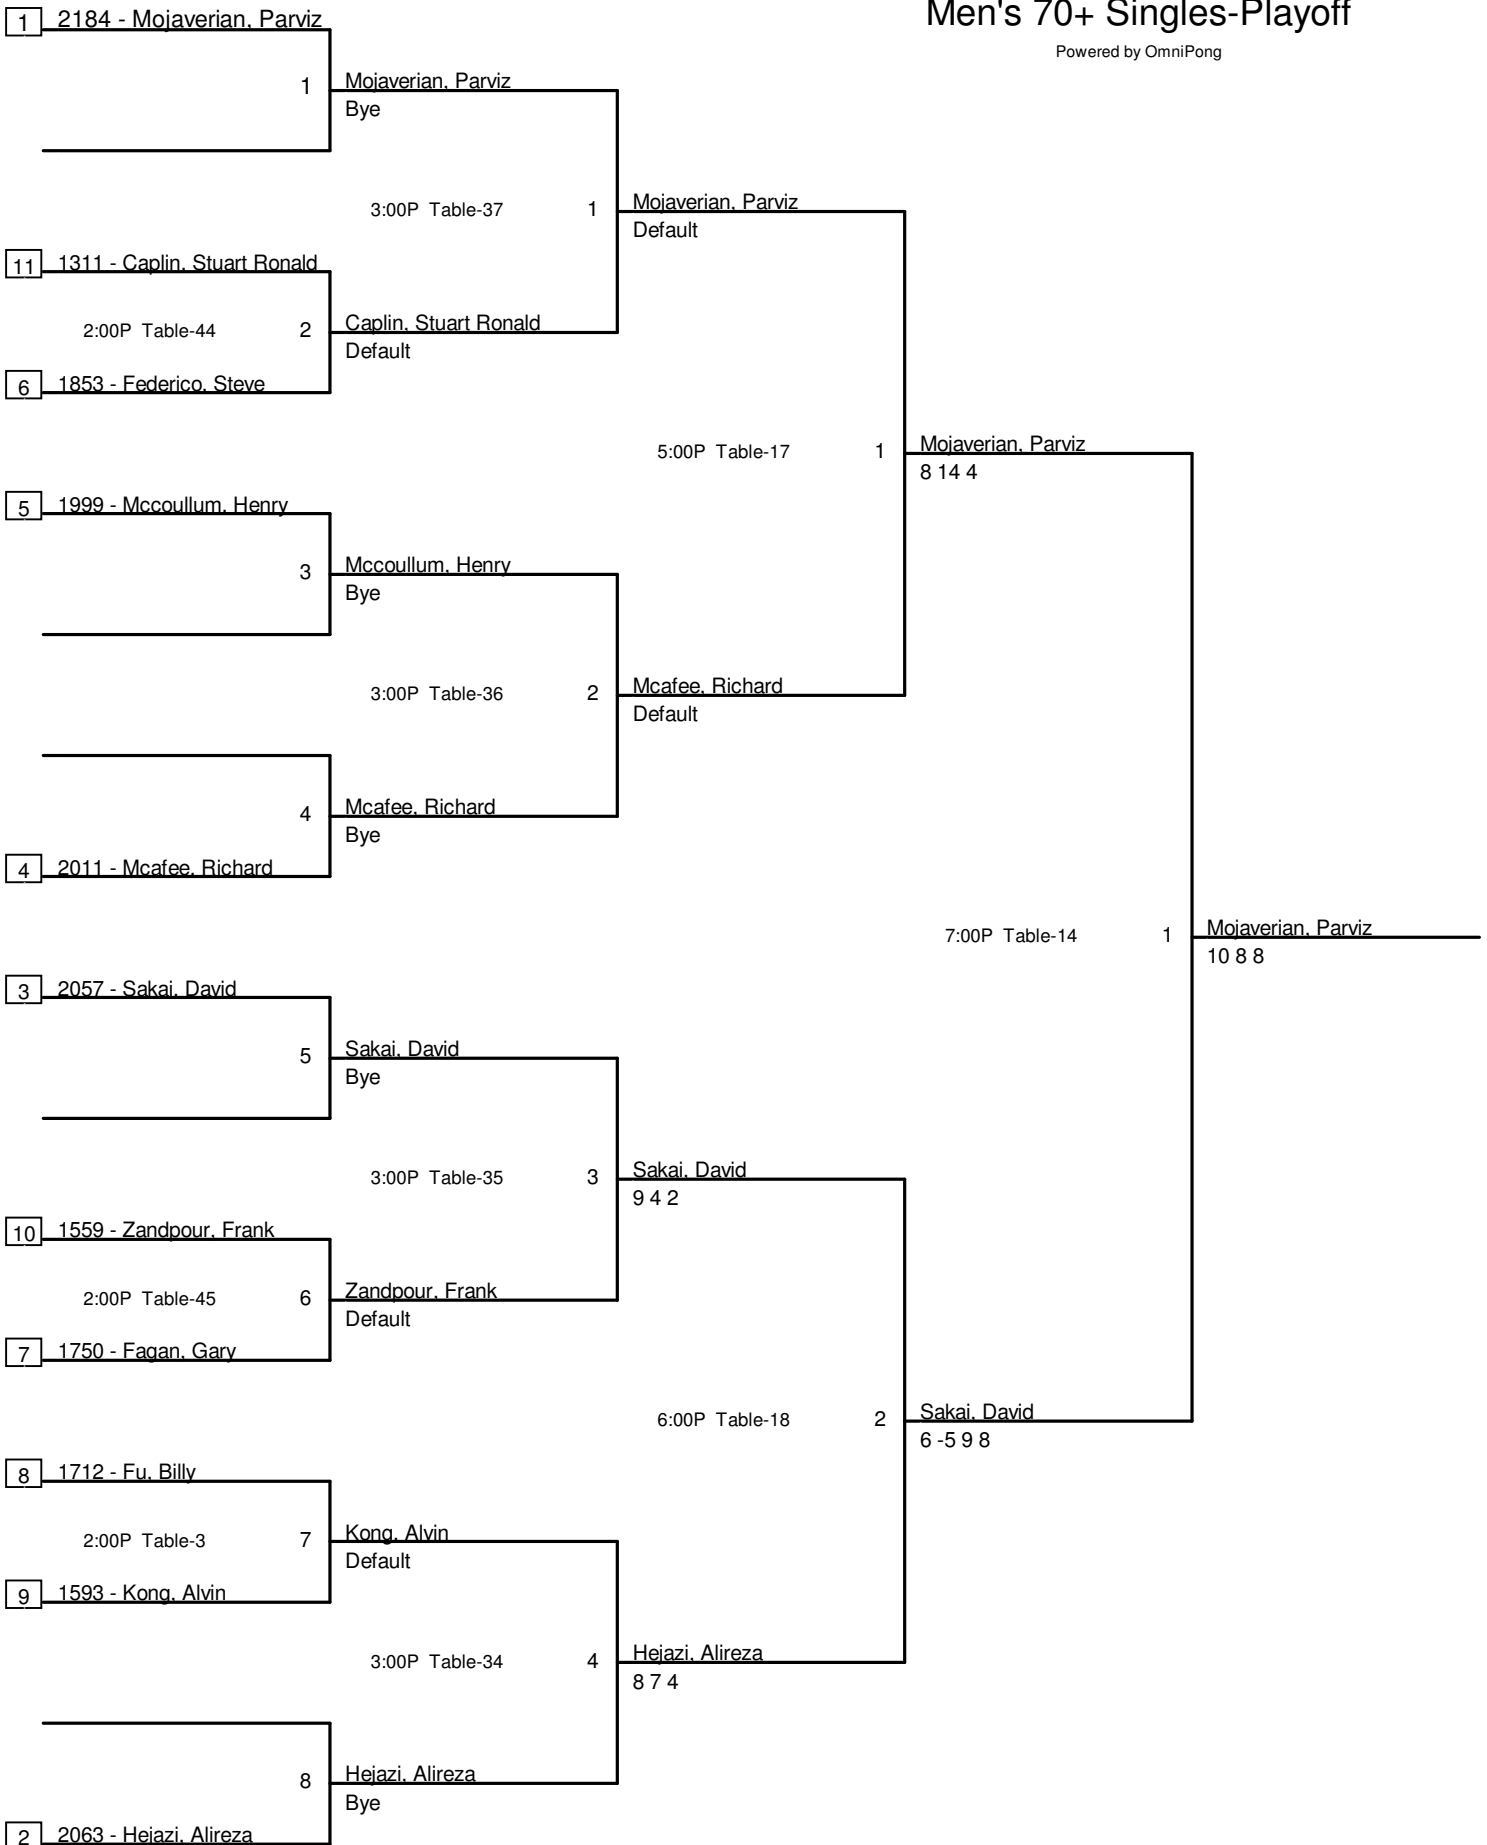 Men's 70+ Singles-Playoff
Powered by OmniPong
1 2184 - Mojaverian, Parviz
1 Mojaverian, Parviz
Bye
3:00P Table-37 1 Mojaverian, Parviz
Default
11 1311 - Caplin, Stuart Ronald
2:00P Table-44 2 Caplin, Stuart Ronald
Default
6 1853 - Federico, Steve
5:00P Table-17 1 Mojaverian, Parviz
8 14 4
5 1999 - Mccoullum, Henry
3 Mccoullum, Henry
Bye
3:00P Table-36 2 Mcafee, Richard
Default
4 Mcafee, Richard
Bye
4 2011 - Mcafee, Richard
7:00P Table-14 1 Mojaverian, Parviz
10 8 8
3 2057 - Sakai, David
5 Sakai, David
Bye
3:00P Table-35 3 Sakai, David
9 4 2
10 1559 - Zandpour, Frank
2:00P Table-45 6 Zandpour, Frank
Default
7 1750 - Fagan, Gary
6:00P Table-18 2 Sakai, David
6 -5 9 8
8 1712 - Fu, Billy
2:00P Table-3 7 Kong, Alvin
Default
9 1593 - Kong, Alvin
3:00P Table-34 4 Hejazi, Alireza
8 7 4
8 Hejazi, Alireza
Bye
2 2063 - Hejazi, Alireza